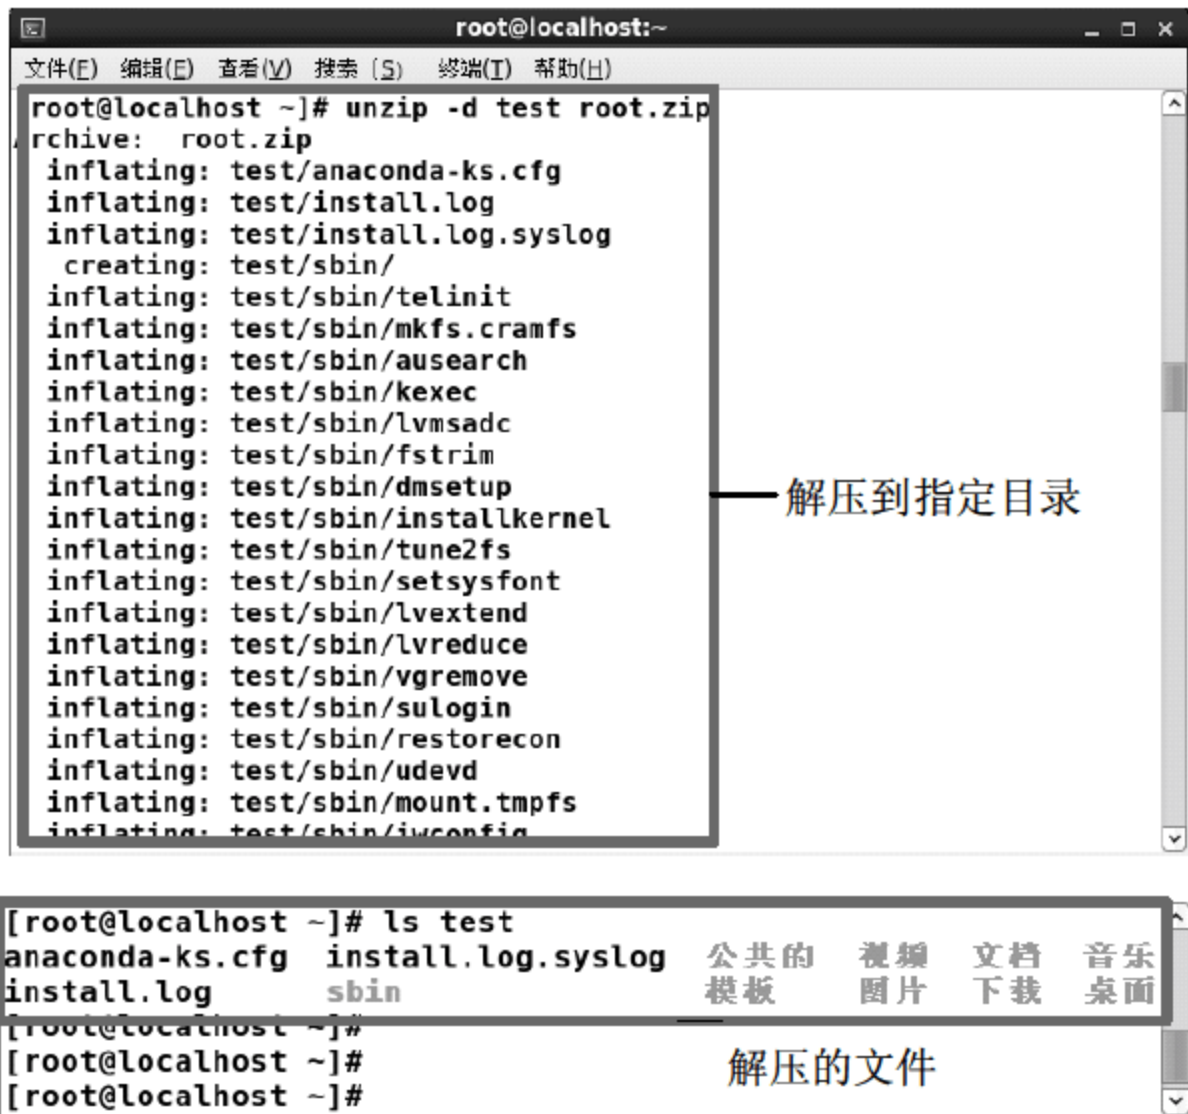 root@localhost:~
文件(F) 编辑(E) 查看(V) 搜索 (S) 终端(T) 帮助(H)
root@localhost ~]# unzip -d test root.zip
rchive: root.zip
inflating: test/anaconda-ks.cfg
inflating: test/install.log
inflating: test/install.log.syslog
creating: test/sbin/
inflating: test/sbin/telinit
inflating: test/sbin/mkfs.cramfs
inflating: test/sbin/ausearch
inflating: test/sbin/kexec
inflating: test/sbin/lvmsadc
inflating: test/sbin/fstrim
inflating: test/sbin/dmsetup
inflating: test/sbin/installkernel
inflating: test/sbin/tune2fs
inflating: test/sbin/setsysfont
inflating: test/sbin/lvextend
inflating: test/sbin/lvreduce
inflating: test/sbin/vgremove
inflating: test/sbin/sulogin
inflating: test/sbin/restorecon
inflating: test/sbin/udevd
inflating: test/sbin/mount.tmpfs
inflating: test/sbin/iwconfig
解压到指定目录
[root@localhost ~]# ls test
anaconda-ks.cfg install.log.syslog 公共的 视频 文档 音乐
install.log sbin 模板 图片 下载 桌面
[root@localhost ~]#
[root@localhost ~]#
[root@localhost ~]#
解压的文件